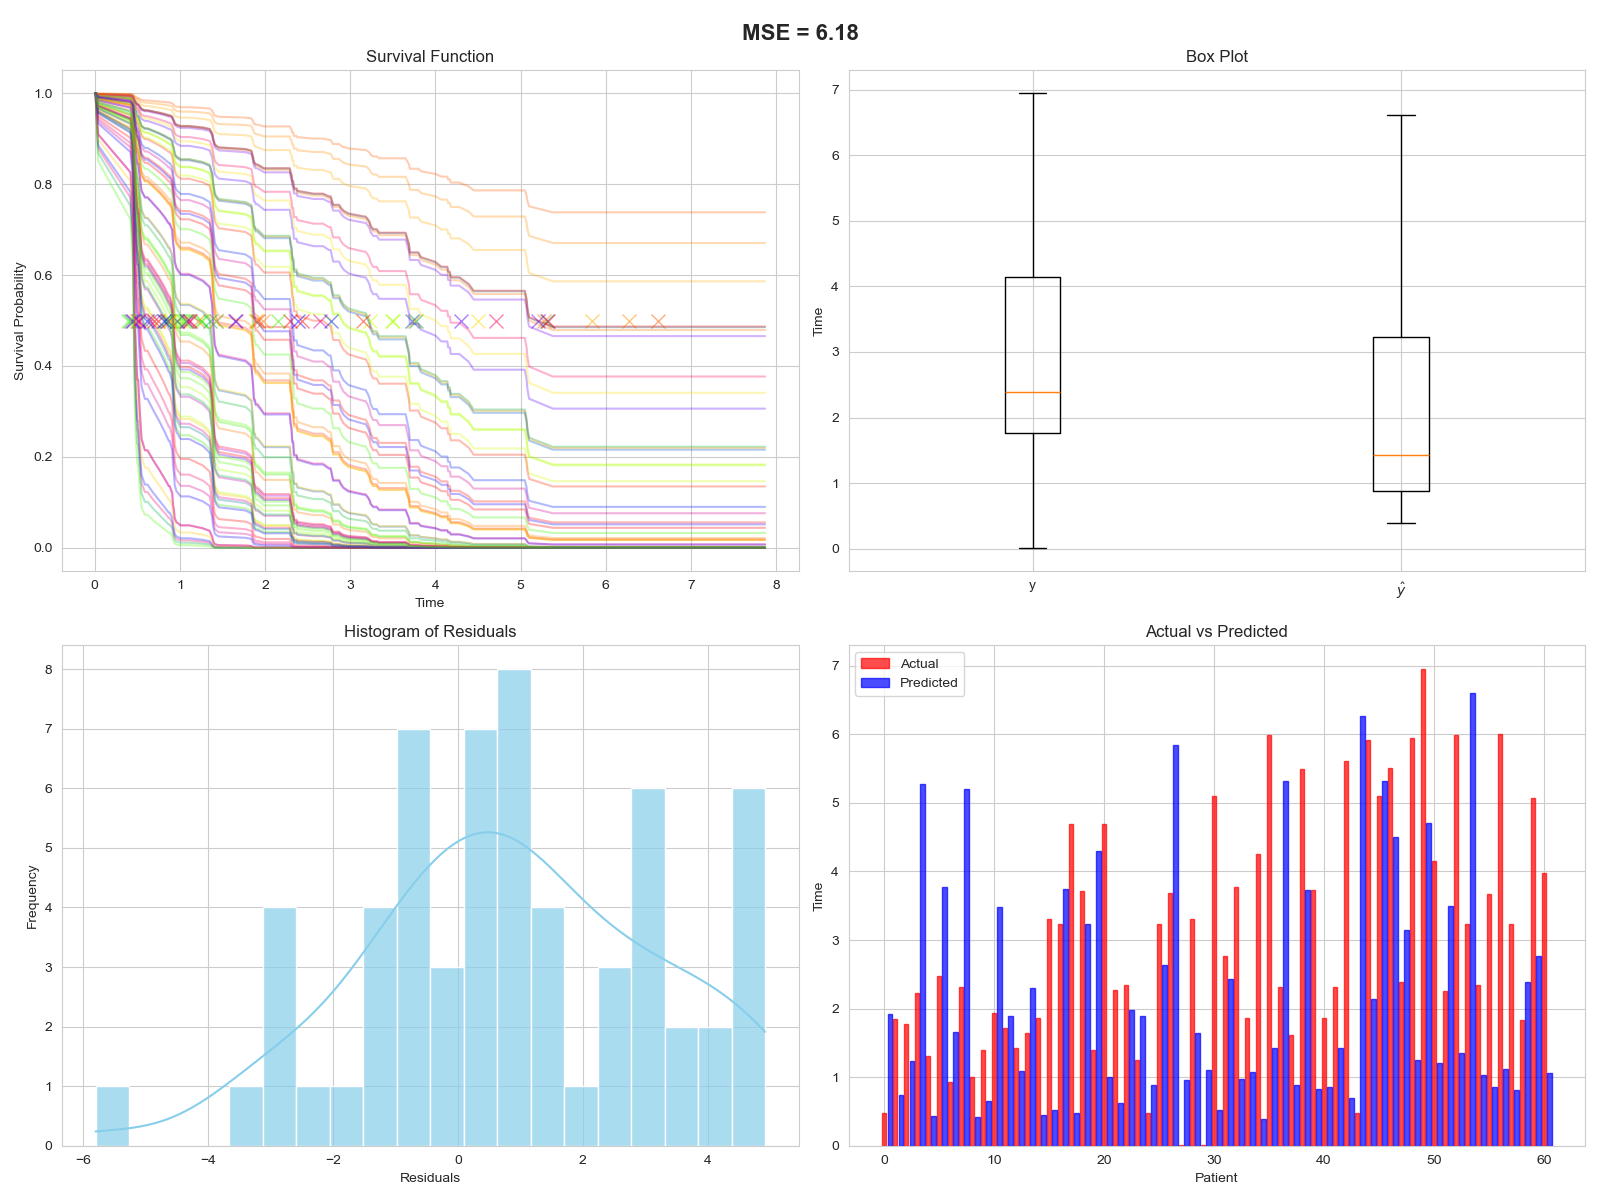 MSE = 6.18
Survival Function
1.0
0.8
0.6
0.4
0.2
0.0
Survival Probability
0 1 2 3 4 5 6 7 8
Time
Box Plot
7
6
5
4
3
2
1
0
Time
y ŷ
Histogram of Residuals
8
7
6
5
4
3
2
1
0
Frequency
−6 −4 −2 0 2 4
Residuals
Actual vs Predicted
Actual
Predicted
7
6
5
4
3
2
1
0
Time
0 10 20 30 40 50 60
Patient